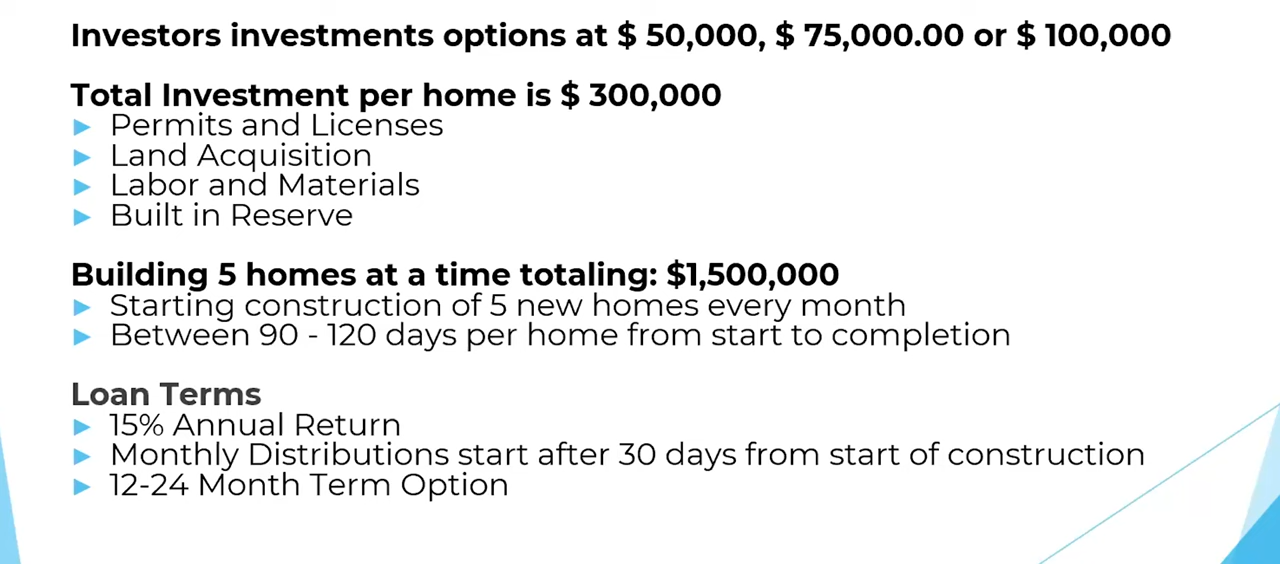 Investors investments options at $ 50,000, $ 75,000.00 or $ 100,000
Total Investment per home is $ 300,000
Permits and Licenses
Land Acquisition
Labor and Materials
Built in Reserve
Building 5 homes at a time totaling: $1,500,000
Starting construction of 5 new homes every month
Between 90 - 120 days per home from start to completion
Loan Terms
15% Annual Return
Monthly Distributions start after 30 days from start of construction
12-24 Month Term Option